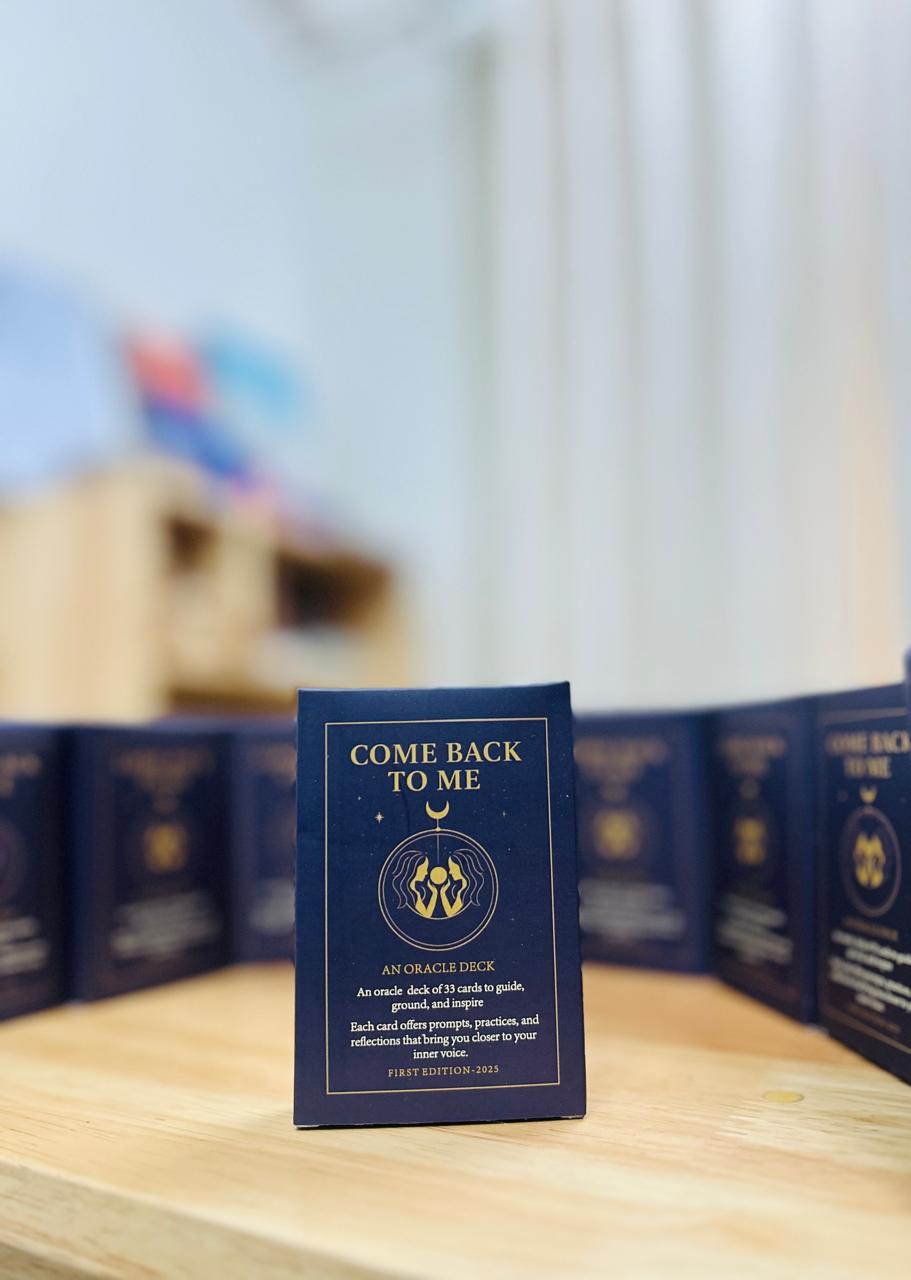 COME BACK
TO ME
AN ORACLE DECK
An oracle deck of 33 cards to guide,
ground, and inspire
Each card offers prompts, practices, and
reflections that bring you closer to your
inner voice.
FIRST EDITION-2025
COME BACK
TO ME